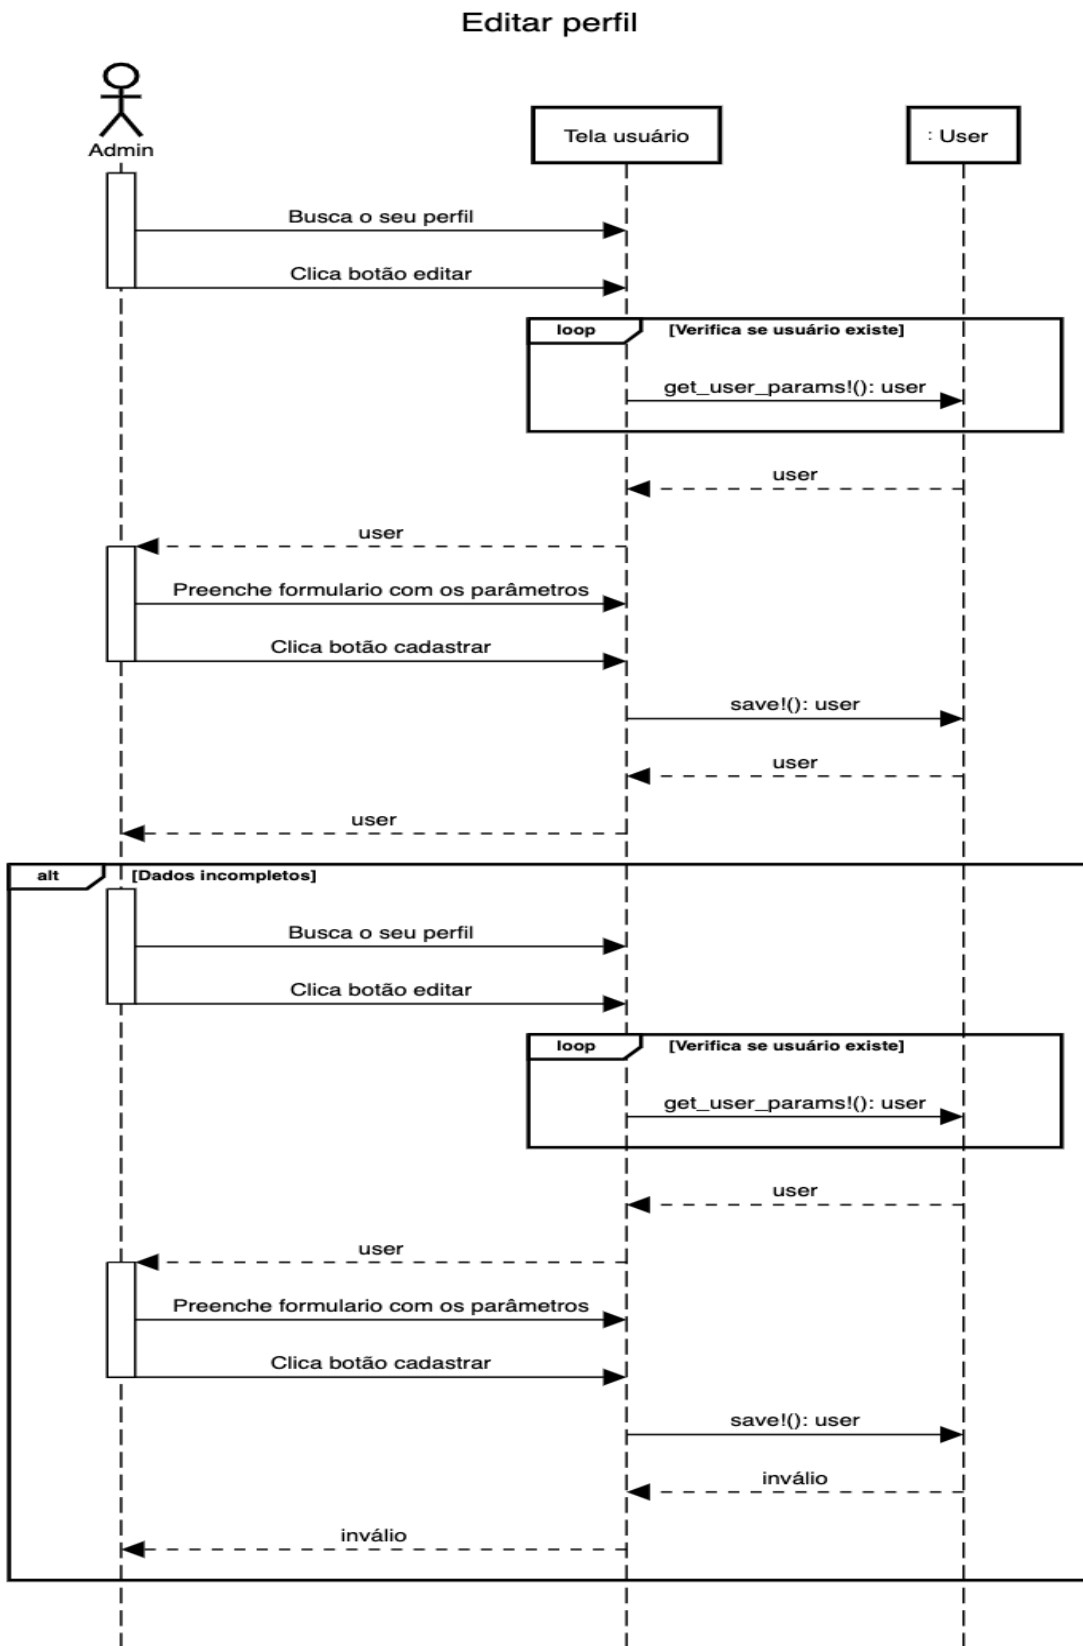 Editar perfil
Admin
Tela usuário
: User
Busca o seu perfil
Clica botão editar
loop
[Verifica se usuário existe]
get_user_params!(): user
user
user
Preenche formulario com os parâmetros
Clica botão cadastrar
save!(): user
user
user
alt
[Dados incompletos]
Busca o seu perfil
Clica botão editar
loop
[Verifica se usuário existe]
get_user_params!(): user
user
user
Preenche formulario com os parâmetros
Clica botão cadastrar
save!(): user
inválio
inválio